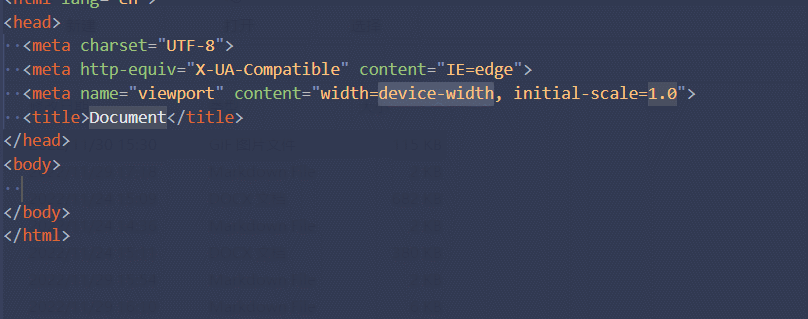 <html lang="en">
<head>
<meta charset="UTF-8">
<meta http-equiv="X-UA-Compatible" content="IE=edge">
<meta name="viewport" content="width=device-width, initial-scale=1.0">
<title>Document</title>
</head>
<body>
</body>
</html>